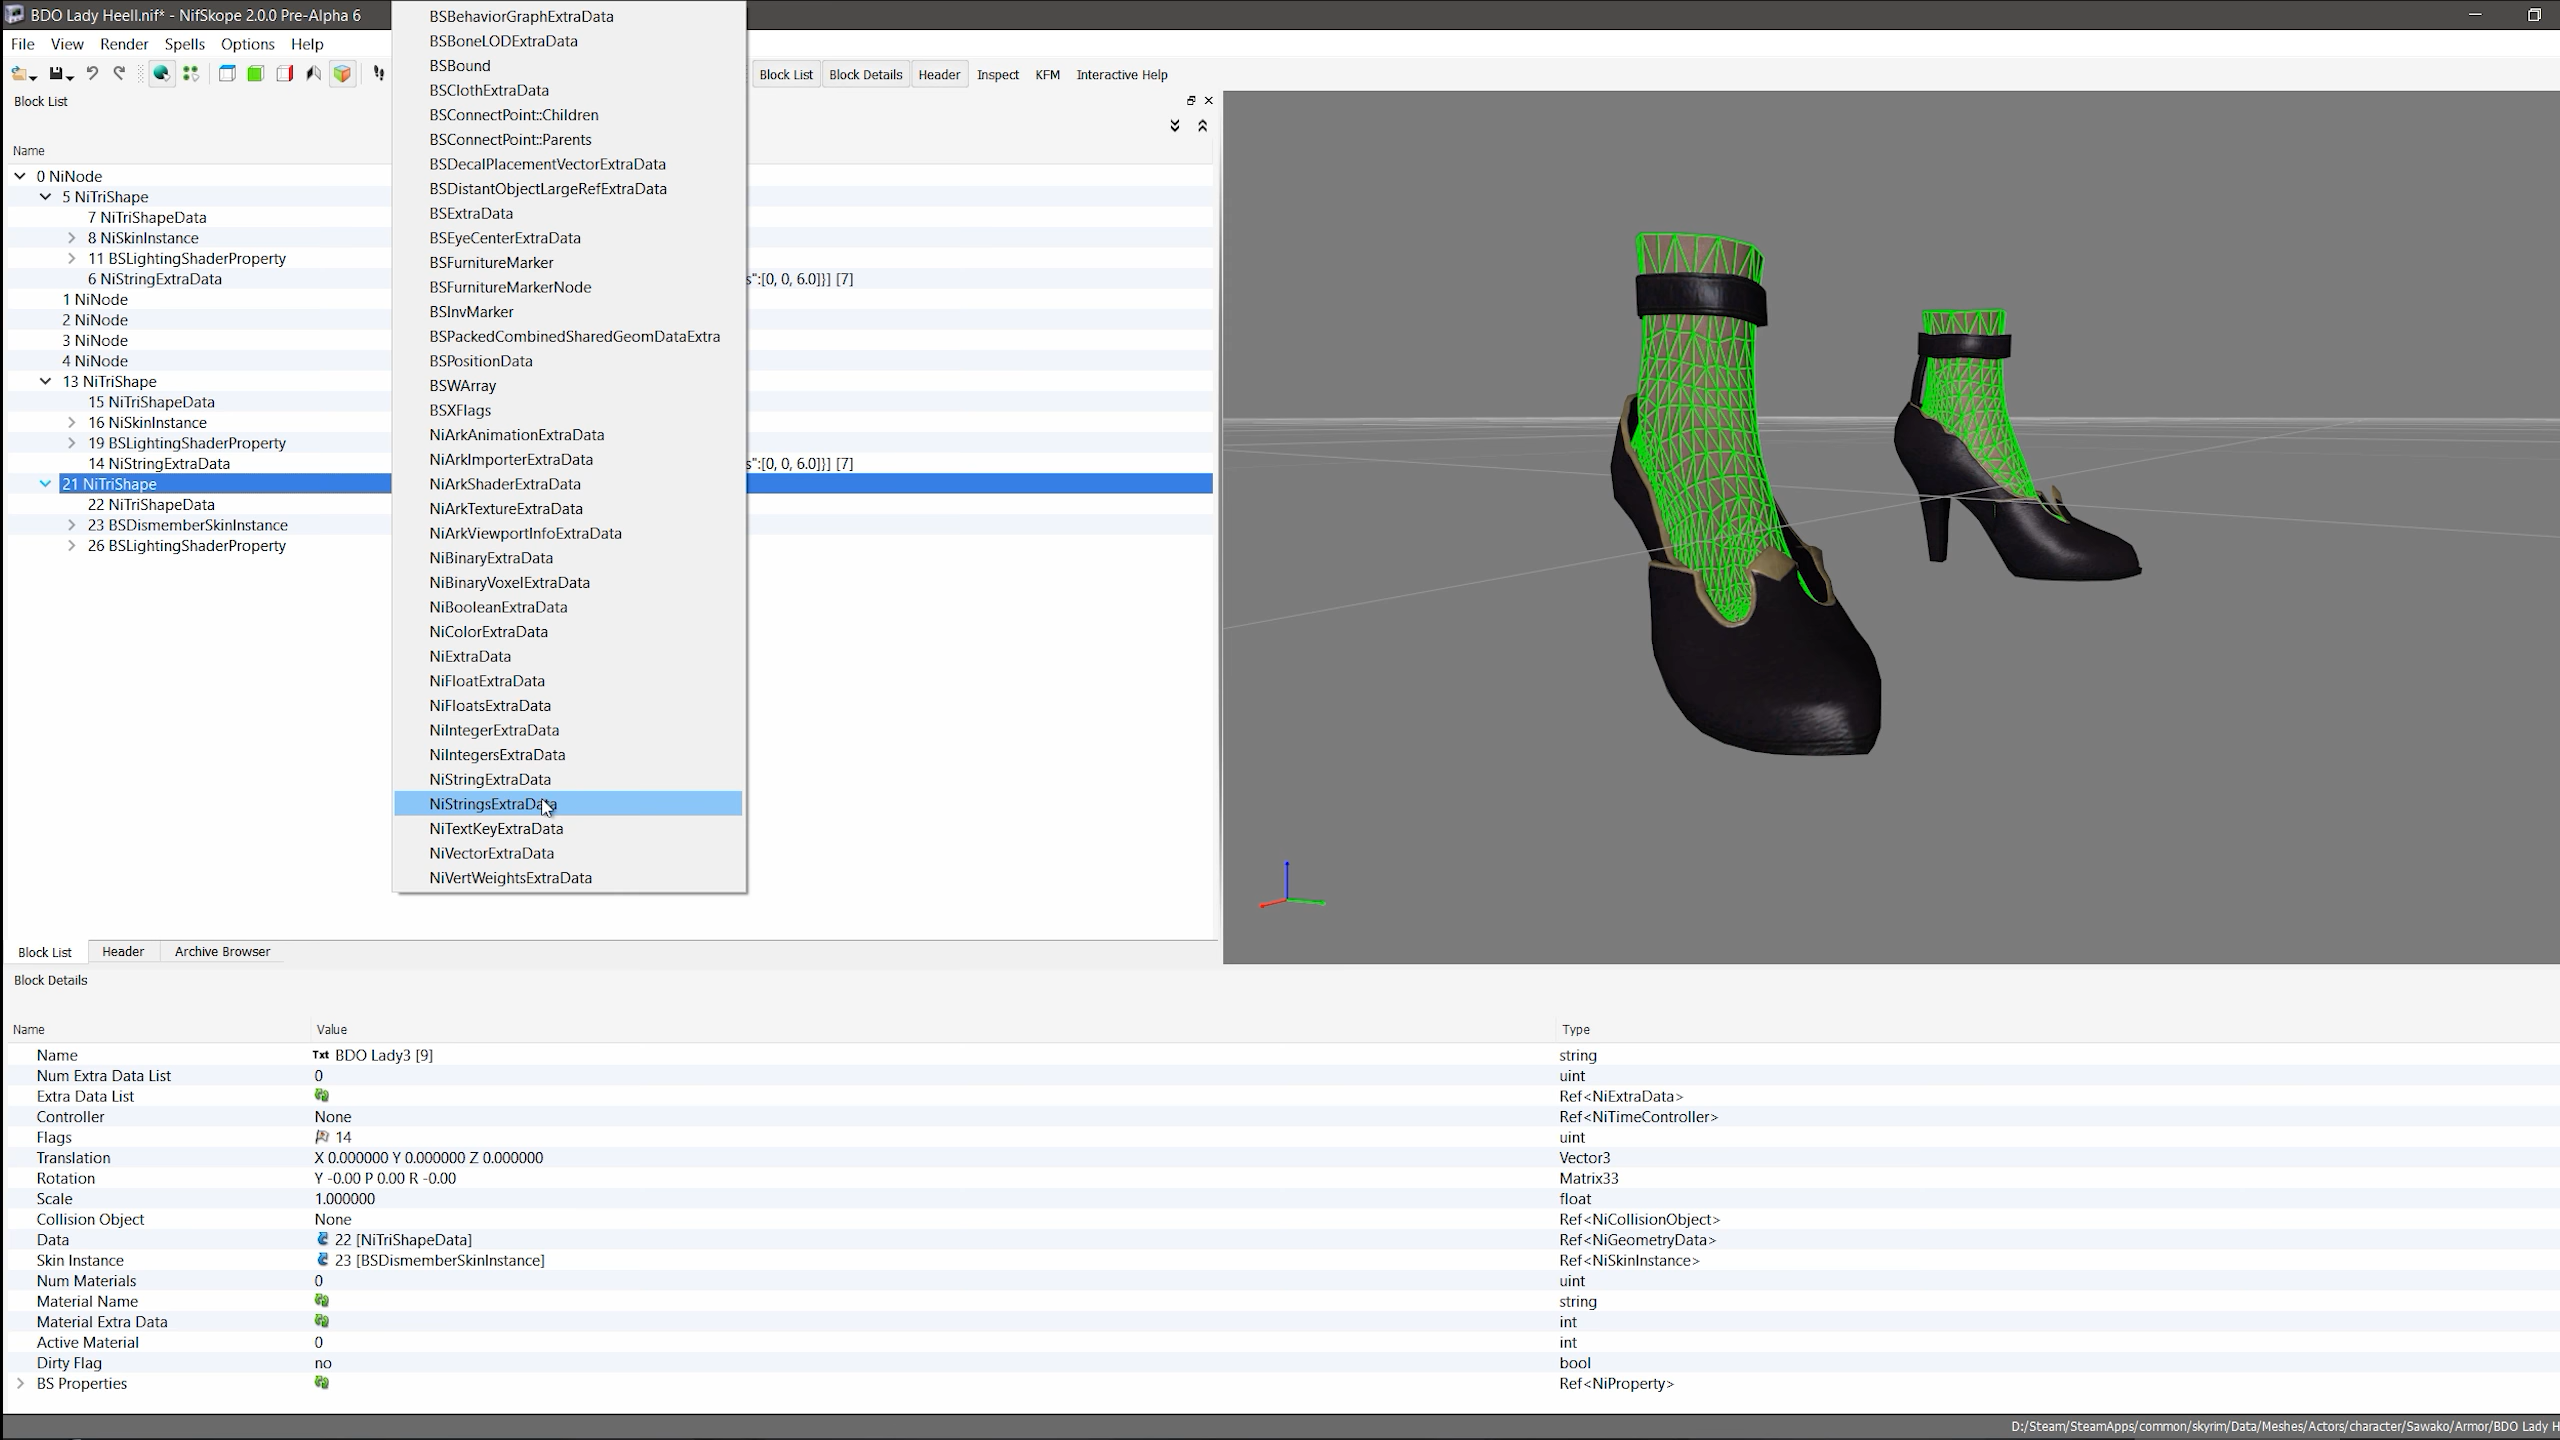 BDO Lady Heell.nif* - NifSkope 2.0.0 Pre-Alpha 6
File View Render Spells Options Help
Block List Block Details Header Inspect KFM Interactive Help
Block List
Name
0 NiNode
5 NiTriShape
7 NiTriShapeData
8 NiSkinInstance
11 BSLightingShaderProperty
6 NiStringExtraData
s":[0, 0, 6.0]}] [7]
1 NiNode
2 NiNode
3 NiNode
4 NiNode
13 NiTriShape
15 NiTriShapeData
16 NiSkinInstance
19 BSLightingShaderProperty
14 NiStringExtraData
s":[0, 0, 6.0]}] [7]
21 NiTriShape
22 NiTriShapeData
23 BSDismemberSkinInstance
26 BSLightingShaderProperty
BSBehaviorGraphExtraData
BSBoneLODExtraData
BSBound
BSClothExtraData
BSConnectPoint::Children
BSConnectPoint::Parents
BSDecalPlacementVectorExtraData
BSDistantObjectLargeRefExtraData
BSExtraData
BSEyeCenterExtraData
BSFurnitureMarker
BSFurnitureMarkerNode
BSInvMarker
BSPackedCombinedSharedGeomDataExtra
BSPositionData
BSWArray
BSXFlags
NiArkAnimationExtraData
NiArkImporterExtraData
NiArkShaderExtraData
NiArkTextureExtraData
NiArkViewportInfoExtraData
NiBinaryExtraData
NiBinaryVoxelExtraData
NiBooleanExtraData
NiColorExtraData
NiExtraData
NiFloatExtraData
NiFloatsExtraData
NiIntegerExtraData
NiIntegersExtraData
NiStringExtraData
NiStringsExtraData
NiTextKeyExtraData
NiVectorExtraData
NiVertWeightsExtraData
Block List Header Archive Browser
Block Details
Name Value Type
Name Txt BDO Lady3 [9] string
Num Extra Data List 0 uint
Extra Data List Ref<NiExtraData>
Controller None Ref<NiTimeController>
Flags 14 uint
Translation X 0.000000 Y 0.000000 Z 0.000000 Vector3
Rotation Y -0.00 P 0.00 R -0.00 Matrix33
Scale 1.000000 float
Collision Object None Ref<NiCollisionObject>
Data 22 [NiTriShapeData] Ref<NiGeometryData>
Skin Instance 23 [BSDismemberSkinInstance] Ref<NiSkinInstance>
Num Materials 0 uint
Material Name string
Material Extra Data int
Active Material 0 int
Dirty Flag no bool
BS Properties Ref<NiProperty>
D:/Steam/SteamApps/common/skyrim/Data/Meshes/Actors/character/Sawako/Armor/BDO Lady H